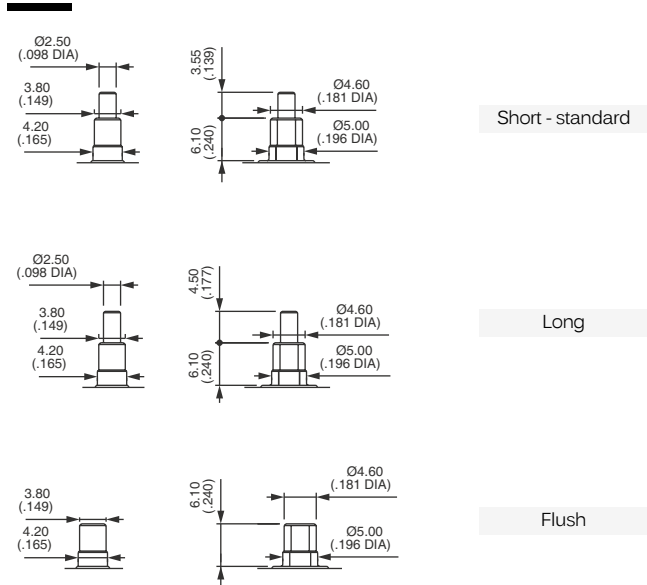 Ø2.50
(.098 DIA)
3.80
(.149)
4.20
(.165)
3.55
(.139)
6.10
(.240)
Ø4.60
(.181 DIA)
Ø5.00
(.196 DIA)
Short - standard
Ø2.50
(.098 DIA)
3.80
(.149)
4.20
(.165)
4.50
(.177)
6.10
(.240)
Ø4.60
(.181 DIA)
Ø5.00
(.196 DIA)
Long
3.80
(.149)
4.20
(.165)
6.10
(.240)
Ø4.60
(.181 DIA)
Ø5.00
(.196 DIA)
Flush